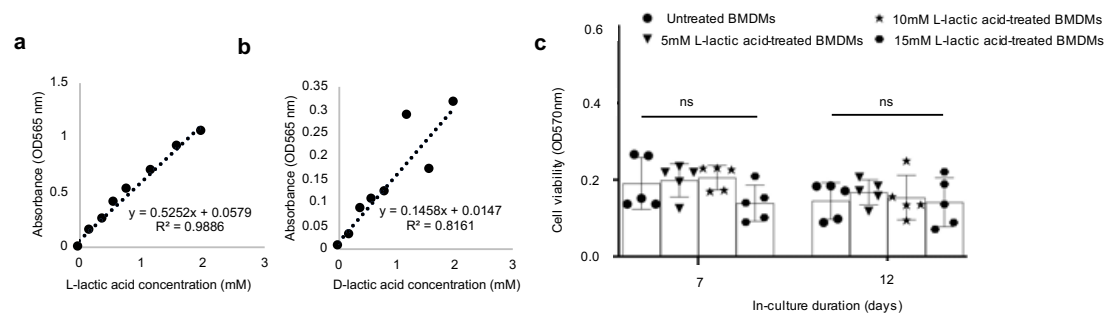 a
Absorbance (OD565 nm)
1.5
1
0.5
0
y = 0.5252x + 0.0579
R² = 0.9886
0 1 2 3
L-lactic acid concentration (mM)
b
Absorbance (OD565 nm)
0.35
0.3
0.25
0.2
0.15
0.1
0.05
0
y = 0.1458x + 0.0147
R² = 0.8161
0 1 2 3
D-lactic acid concentration (mM)
c
Untreated BMDMs
10mM L-lactic acid-treated BMDMs
5mM L-lactic acid-treated BMDMs
15mM L-lactic acid-treated BMDMs
Cell viability (OD570nm)
0.6
0.4
0.2
0.0
ns ns
7 12
In-culture duration (days)